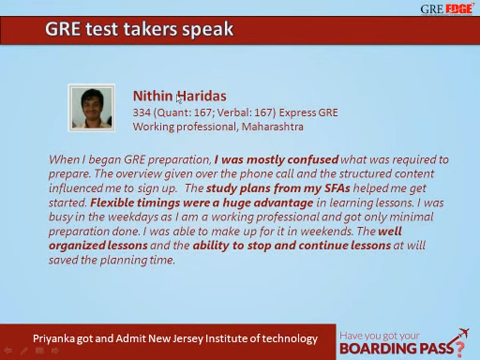 GRE EDGE
GRE test takers speak
Nithin Haridas
334 (Quant: 167; Verbal: 167) Express GRE
Working professional, Maharashtra
When I began GRE preparation, I was mostly confused what was required to
prepare. The overview given over the phone call and the structured content
influenced me to sign up. The study plans from my SFAs helped me get
started. Flexible timings were a huge advantage in learning lessons. I was
busy in the weekdays as I am a working professional and got only minimal
preparation done. I was able to make up for it in weekends. The well
organized lessons and the ability to stop and continue lessons at will
saved the planning time.
Priyanka got and Admit New Jersey Institute of technology
Have you got your
BOARDING PASS?